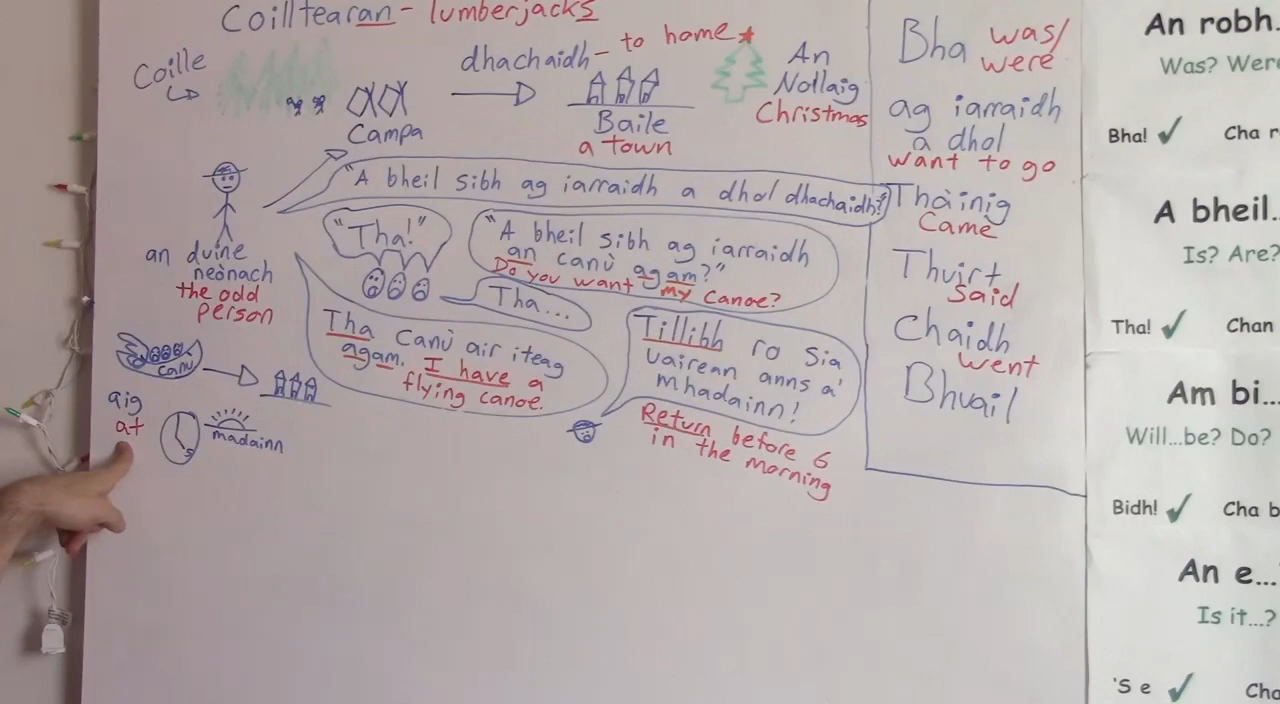 Coilltearan - lumberjacks
Coille
dhachaidh - to home
Campa
Baile
a town
An
Nollaig
Christmas
"A bheil sibh ag iarraidh a dhol dhachaidh?"
an duine
neònach
the odd
person
"Tha!"
"A bheil sibh ag iarraidh
an canù agam?"
Do you want my canoe?
Tha...
Tha canù air iteag
agam. I have a
flying canoe.
Tillibh ro sia
uairean anns a'
mhadainn!
Return before 6
in the morning
canù
aig
at
madainn
Bha was/
were
ag iarraidh
a dhol
want to go
Thàinig
Came
Thuirt
said
Chaidh
went
Bhuail
An robh.
Was? Were
Bha! ✓ Cha r
A bheil..
Is? Are?
Tha! ✓ Chan
Am bi...
Will...be? Do?
Bidh! ✓ Cha b
An e...
Is it...?
'S e ✓ Cha